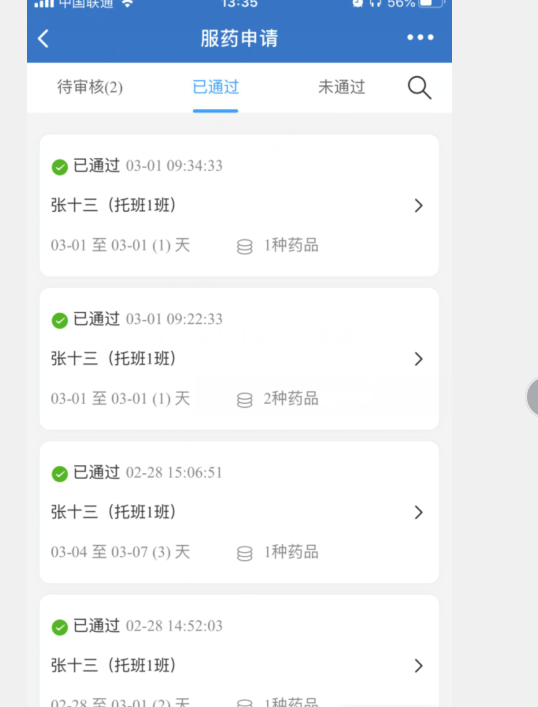 中国联通 13:35 56%
服药申请
待审核(2) 已通过 未通过
已通过 03-01 09:34:33
张十三（托班1班）
03-01 至 03-01 (1) 天 1种药品
已通过 03-01 09:22:33
张十三（托班1班）
03-01 至 03-01 (1) 天 2种药品
已通过 02-28 15:06:51
张十三（托班1班）
03-04 至 03-07 (3) 天 1种药品
已通过 02-28 14:52:03
张十三（托班1班）
02-28 至 03-01 (2) 天 1种药品